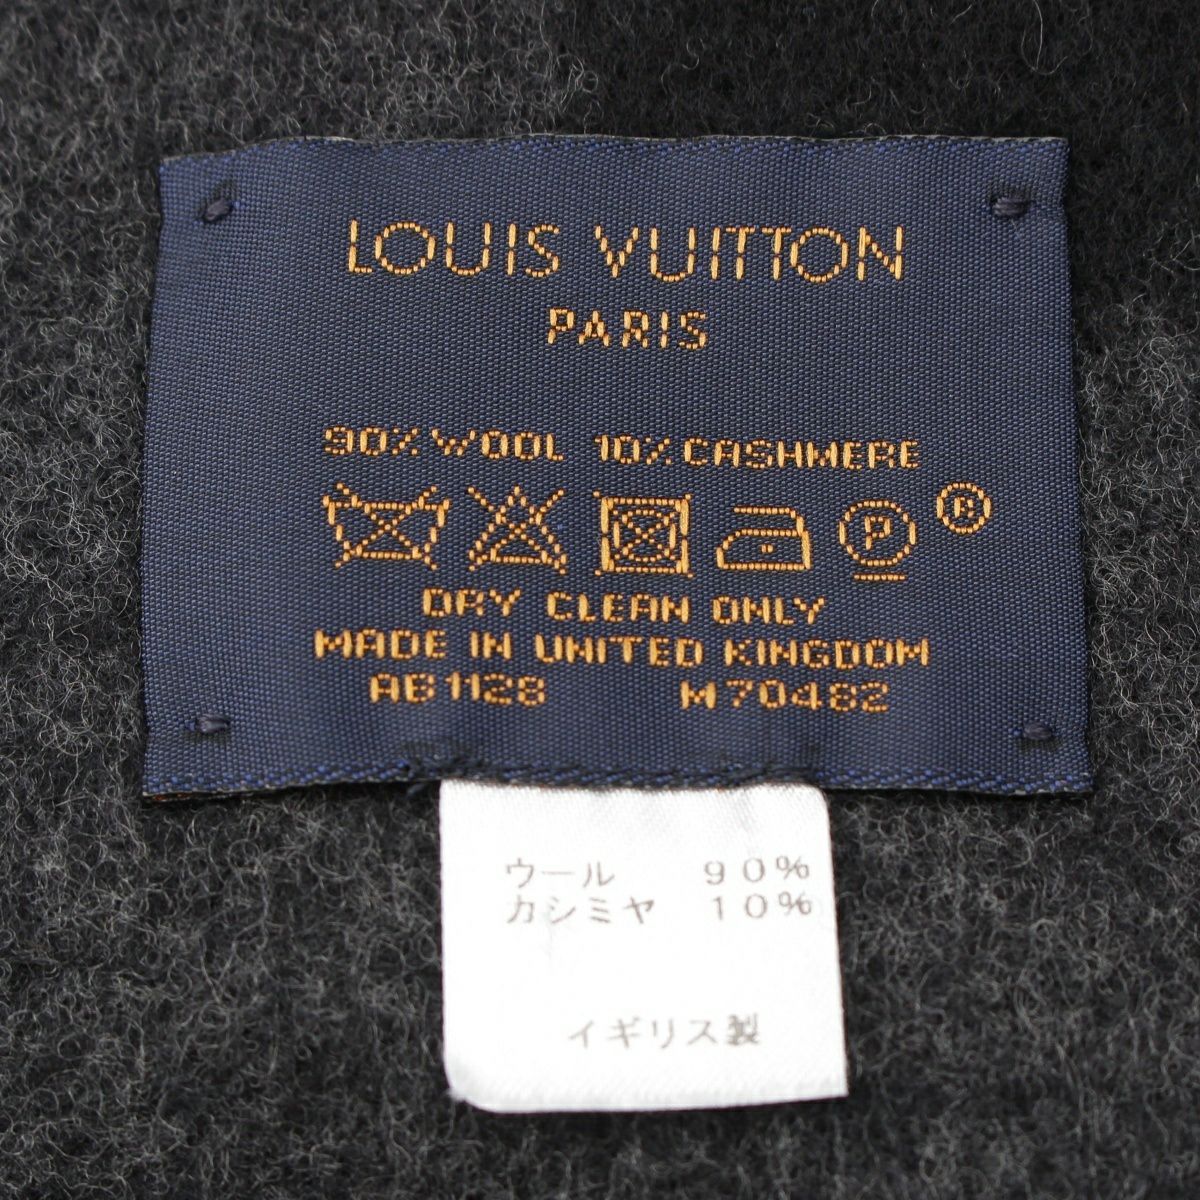 LOUIS VUITTON
PARIS
90% WOOL 10% CASHMERE
P ®
DRY CLEAN ONLY
MADE IN UNITED KINGDOM
AB1128 M70482
ウール 90%
カシミヤ 10%
イギリス製